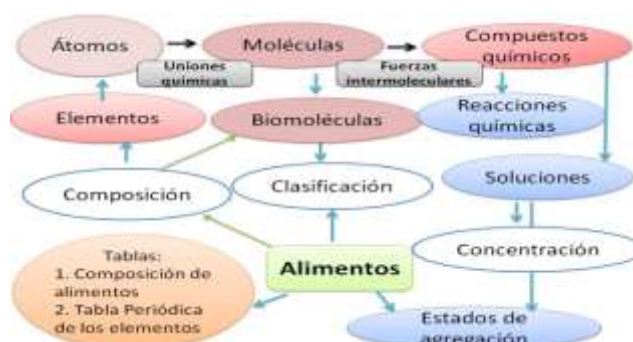 Átomos
Moléculas
Compuestos
químicos
Uniones
químicas
Fuerzas
intermoleculares
Elementos
Biomoléculas
Reacciones
químicas
Composición
Clasificación
Soluciones
Tablas:
1. Composición de
alimentos
2. Tabla Periódica
de los elementos
Alimentos
Concentración
Estados de
agregación